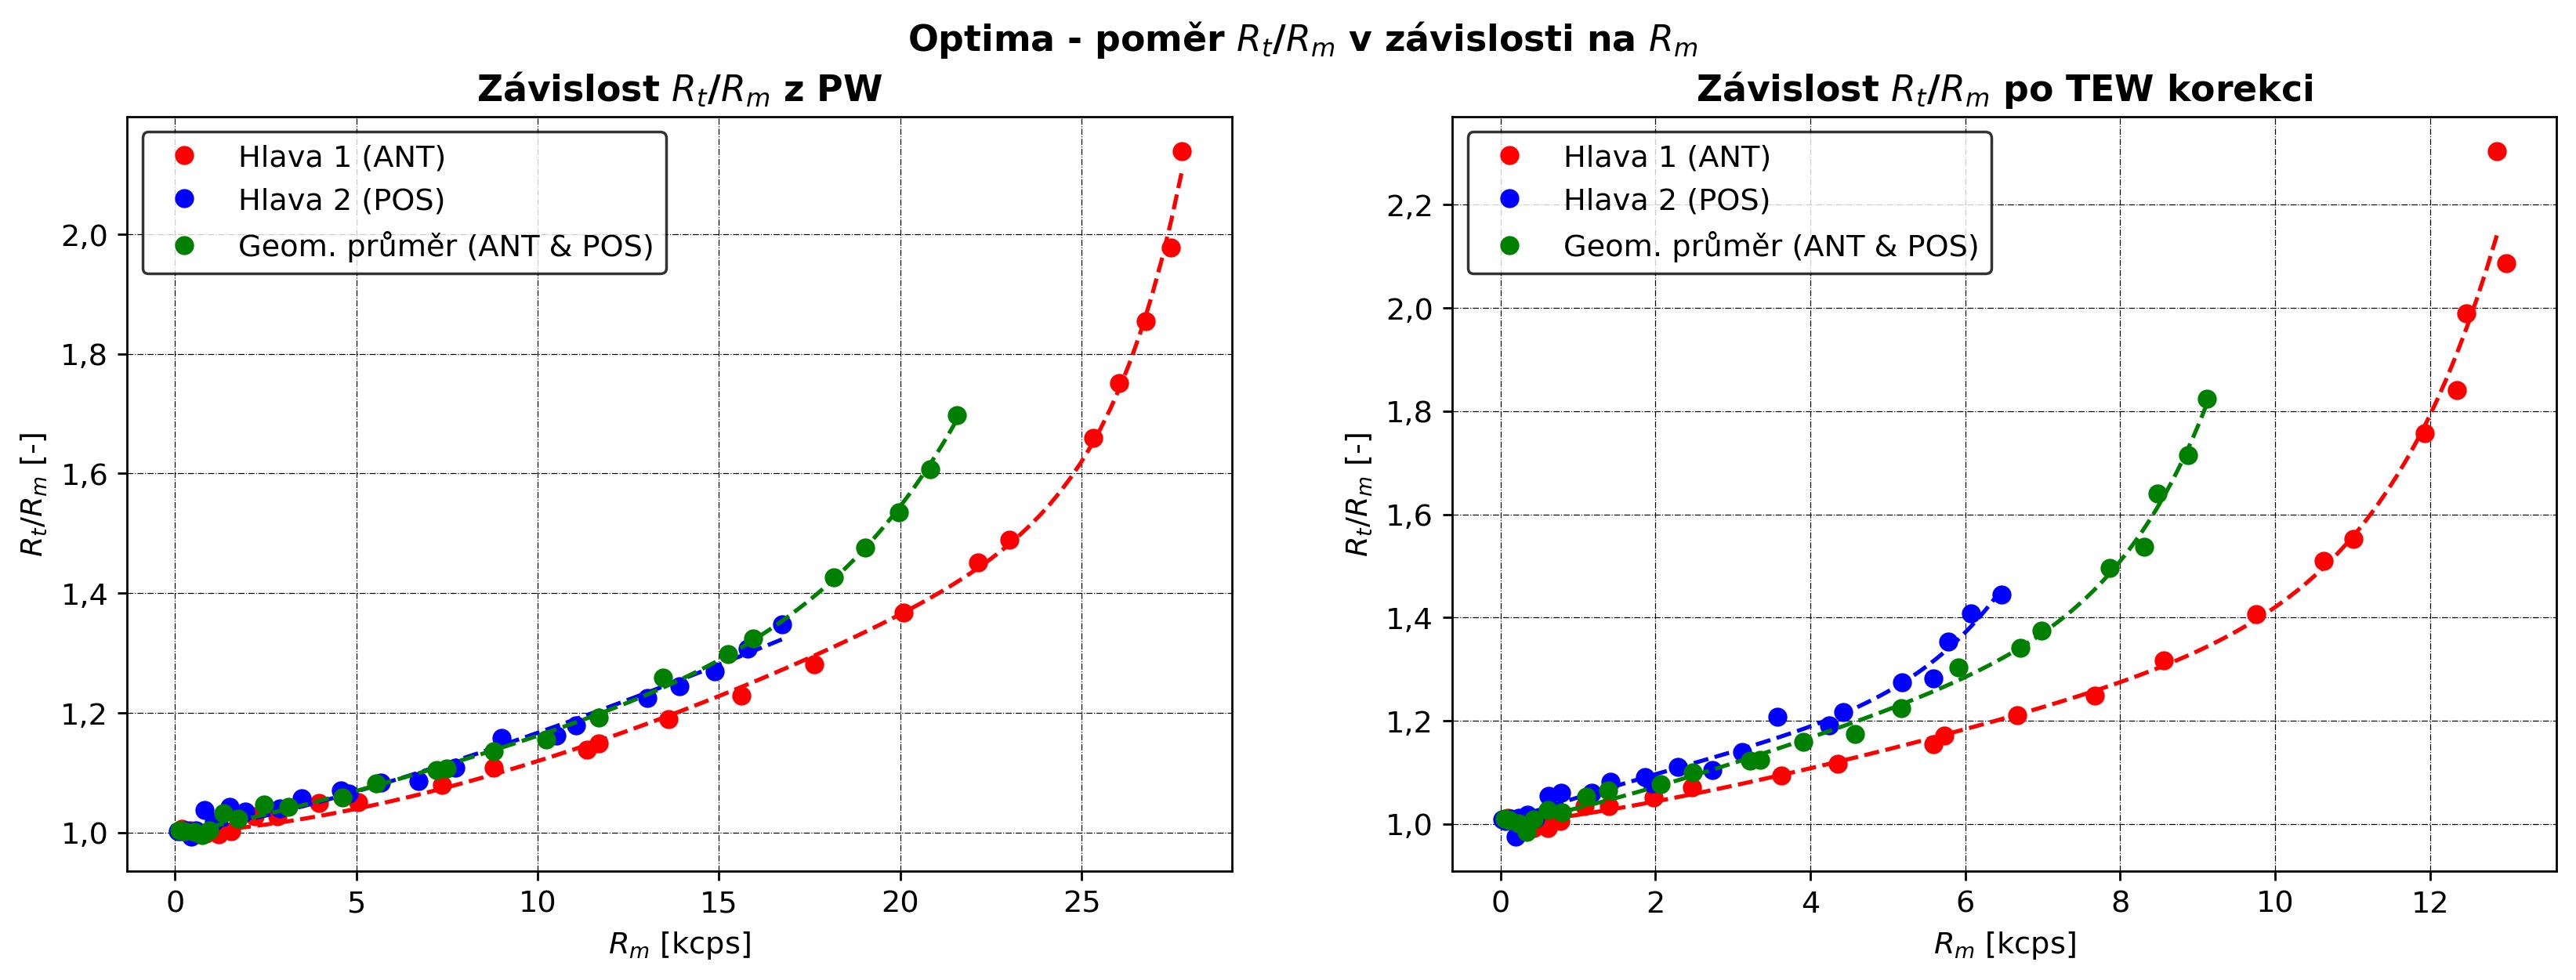 Optima - poměr Rt/Rm v závislosti na Rm
Závislost Rt/Rm z PW
Hlava 1 (ANT)
Hlava 2 (POS)
Geom. průměr (ANT & POS)
2,0
1,8
1,6
1,4
1,2
1,0
Rt/Rm [-]
0 5 10 15 20 25
Rm [kcps]
Závislost Rt/Rm po TEW korekci
Hlava 1 (ANT)
Hlava 2 (POS)
Geom. průměr (ANT & POS)
2,2
2,0
1,8
1,6
1,4
1,2
1,0
Rt/Rm [-]
0 2 4 6 8 10 12
Rm [kcps]